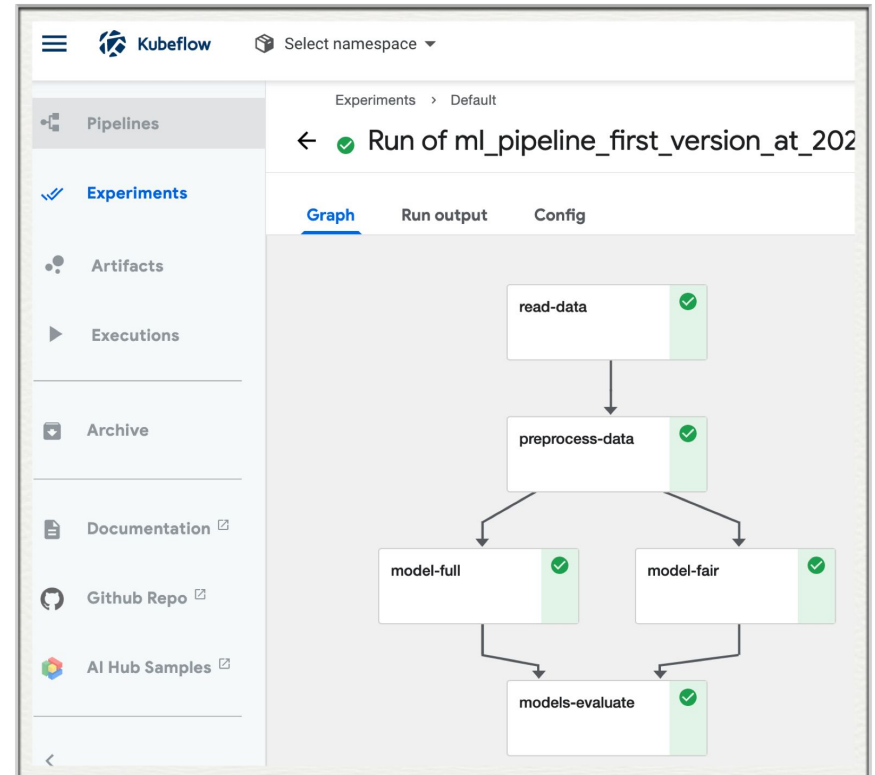 Kubeflow
Select namespace
Experiments > Default
Run of ml_pipeline_first_version_at_202
Pipelines
Experiments
Artifacts
Executions
Archive
Documentation
Github Repo
AI Hub Samples
Graph Run output Config
read-data
preprocess-data
model-full
model-fair
models-evaluate